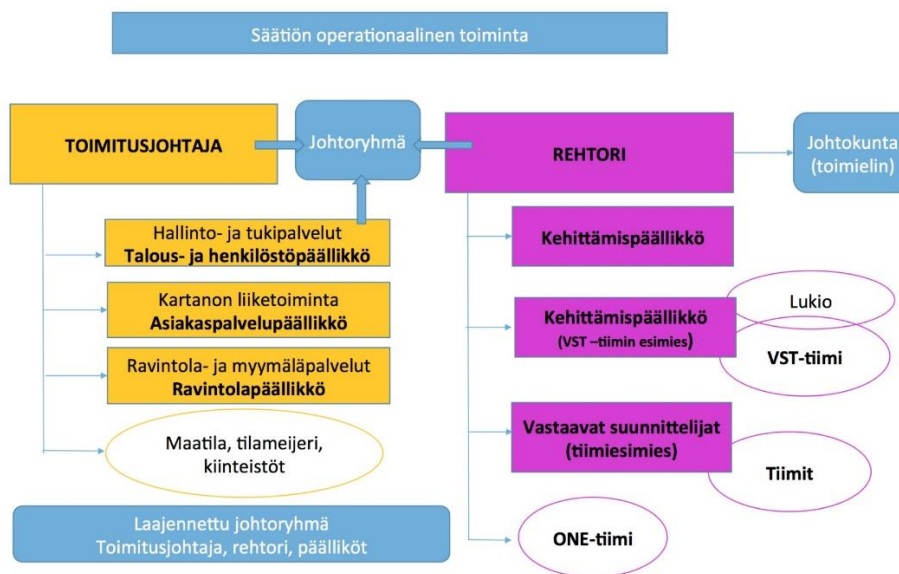 Säätiön operationaalinen toiminta
TOIMITUSJOHTAJA
Johtoryhmä
REHTORI
Johtokunta
(toimielin)
Hallinto- ja tukipalvelut
Talous- ja henkilöstöpäällikkö
Kartanon liiketoiminta
Asiakaspalvelupäällikkö
Ravintola- ja myymäläpalvelut
Ravintolapäällikkö
Maatila, tilameijeri,
kiinteistöt
Laajennettu johtoryhmä
Toimitusjohtaja, rehtori, päälliköt
Kehittämispäällikkö
Kehittämispäällikkö
(VST –tiimin esimies)
Lukio
VST-tiimi
Vastaavat suunnittelijat
(tiimiesimies)
Tiimit
ONE-tiimi